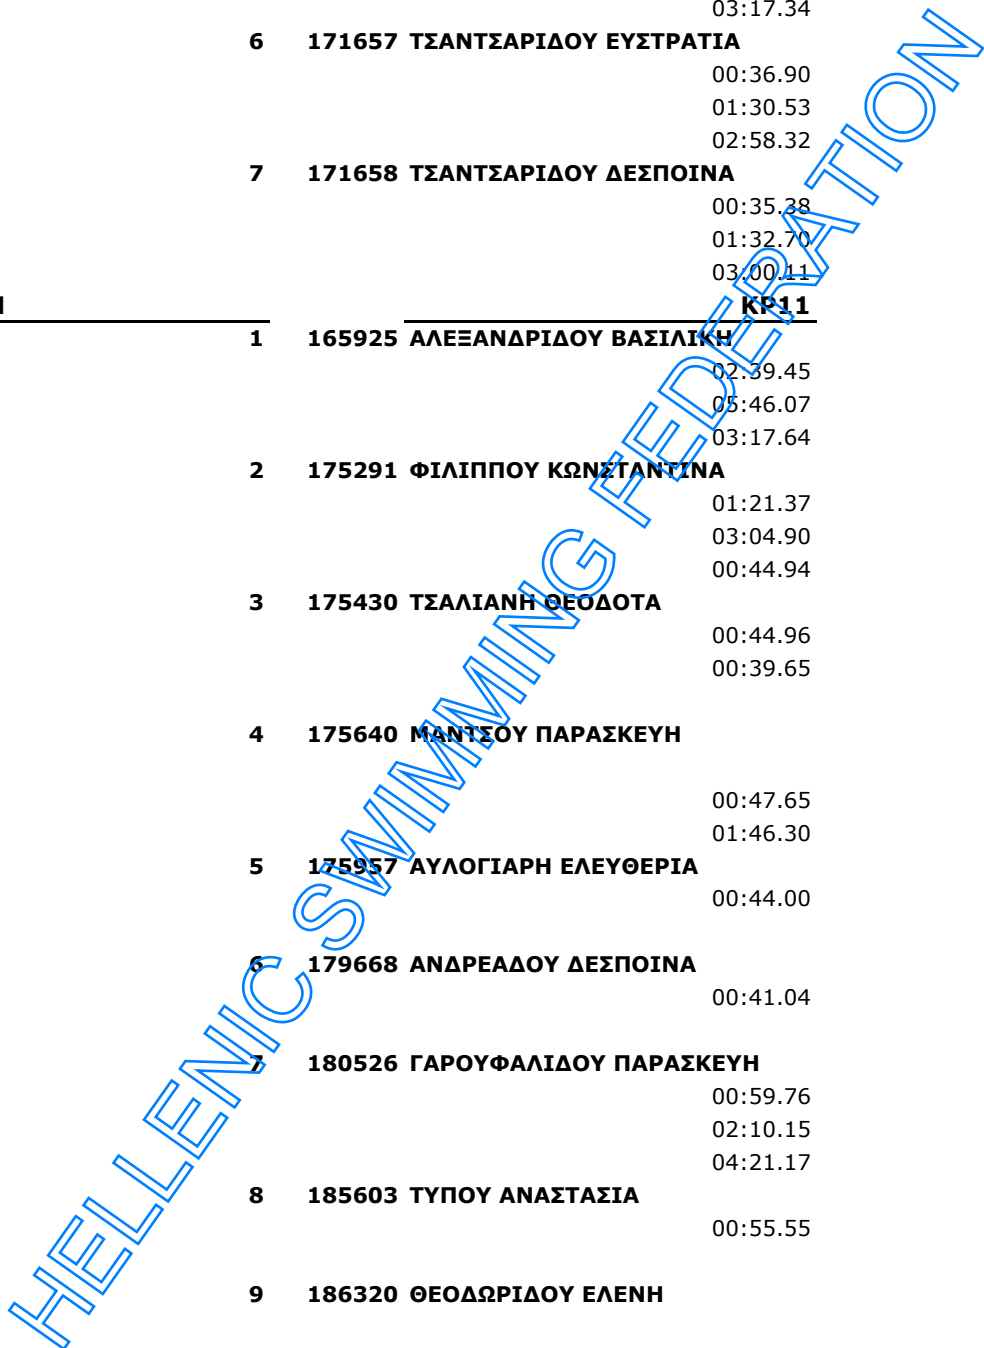 03:17.34
6 171657 ΤΣΑΝΤΣΑΡΙΔΟΥ ΕΥΣΤΡΑΤΙΑ
00:36.90
01:30.53
02:58.32
7 171658 ΤΣΑΝΤΣΑΡΙΔΟΥ ΔΕΣΠΟΙΝΑ
00:35.38
01:32.70
03:00.11
ΚΡ11
1 165925 ΑΛΕΞΑΝΔΡΙΔΟΥ ΒΑΣΙΛΙΚΗ
02:39.45
05:46.07
03:17.64
2 175291 ΦΙΛΙΠΠΟΥ ΚΩΝΣΤΑΝΤΙΝΑ
01:21.37
03:04.90
00:44.94
3 175430 ΤΣΑΛΙΑΝΗ ΘΕΟΔΟΤΑ
00:44.96
00:39.65
4 175640 ΜΑΝΤΣΟΥ ΠΑΡΑΣΚΕΥΗ
00:47.65
01:46.30
5 175957 ΑΥΛΟΓΙΑΡΗ ΕΛΕΥΘΕΡΙΑ
00:44.00
6 179668 ΑΝΔΡΕΑΔΟΥ ΔΕΣΠΟΙΝΑ
00:41.04
7 180526 ΓΑΡΟΥΦΑΛΙΔΟΥ ΠΑΡΑΣΚΕΥΗ
00:59.76
02:10.15
04:21.17
8 185603 ΤΥΠΟΥ ΑΝΑΣΤΑΣΙΑ
00:55.55
9 186320 ΘΕΟΔΩΡΙΔΟΥ ΕΛΕΝΗ
HELLENIC SWIMMING FEDERATION